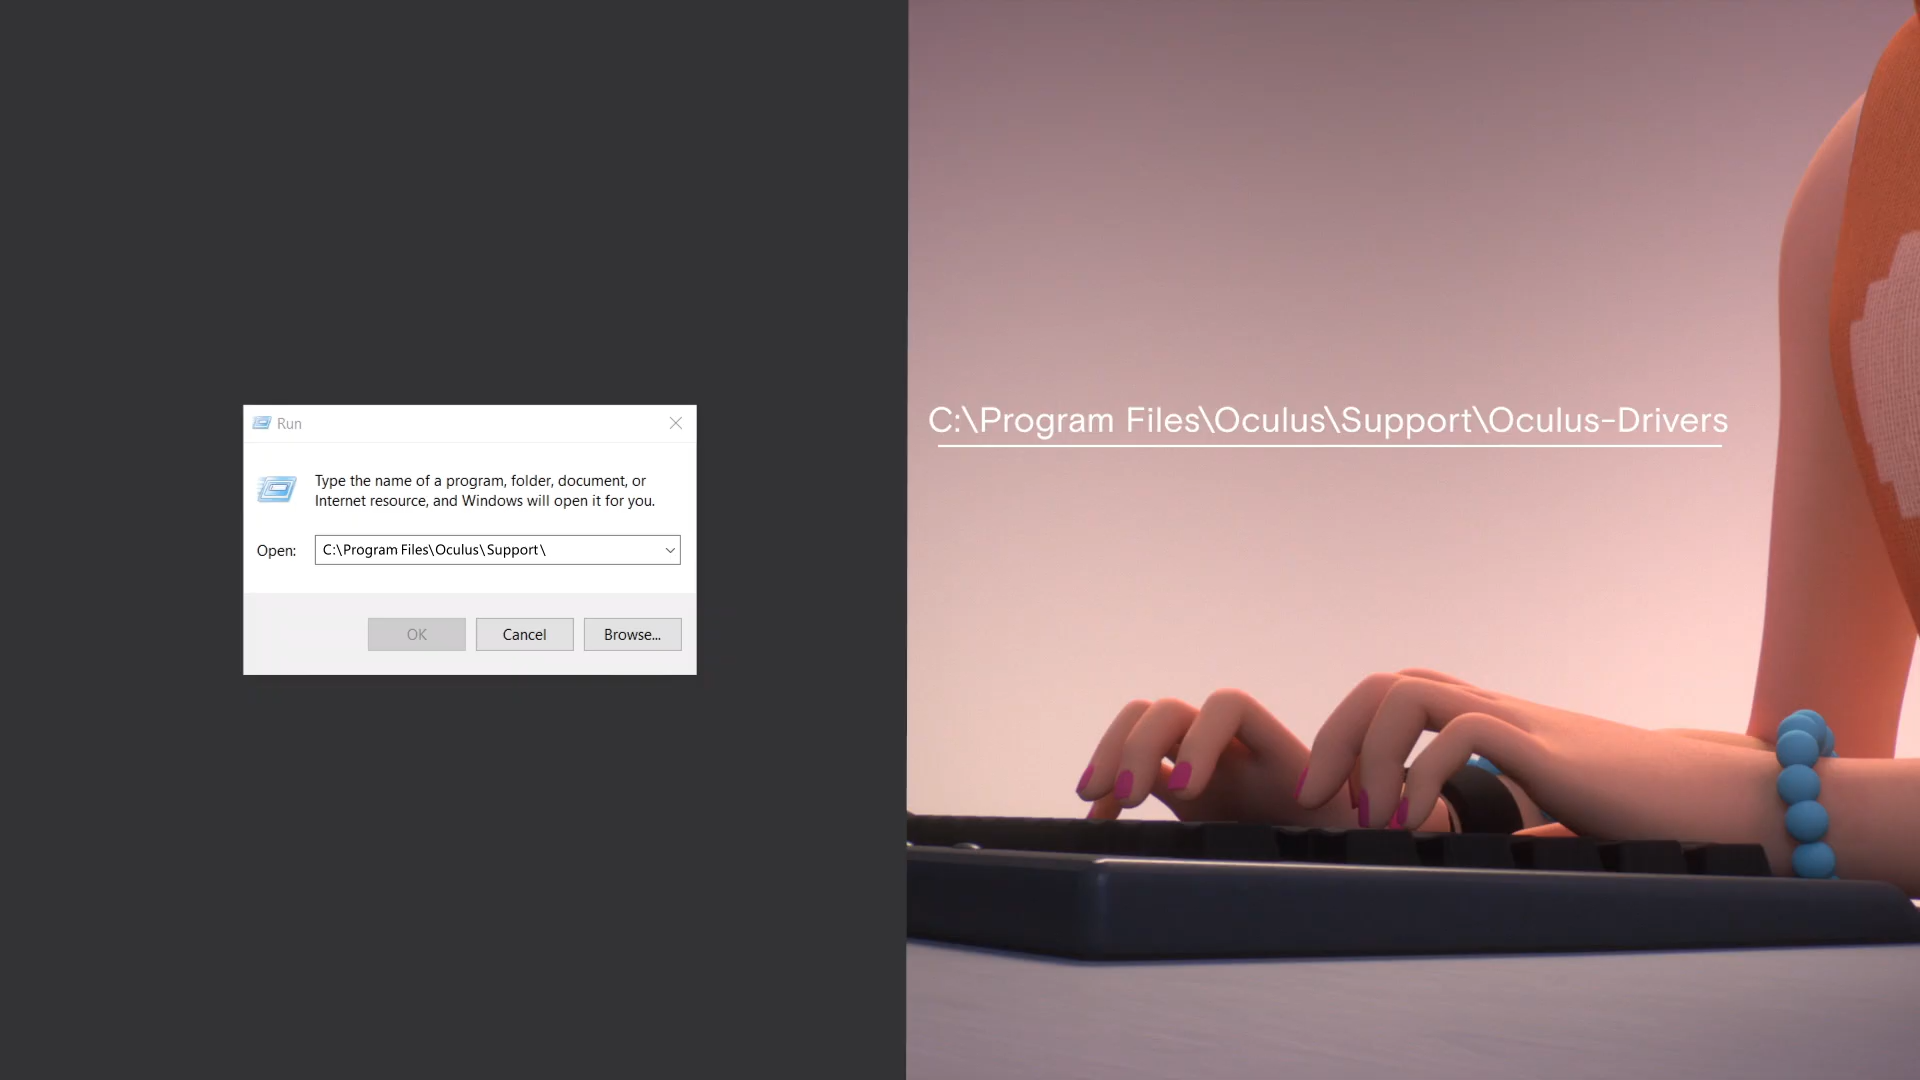 Run
Type the name of a program, folder, document, or
Internet resource, and Windows will open it for you.
Open:
C:\Program Files\Oculus\Support\
OK
Cancel
Browse...
C:\Program Files\Oculus\Support\Oculus-Drivers